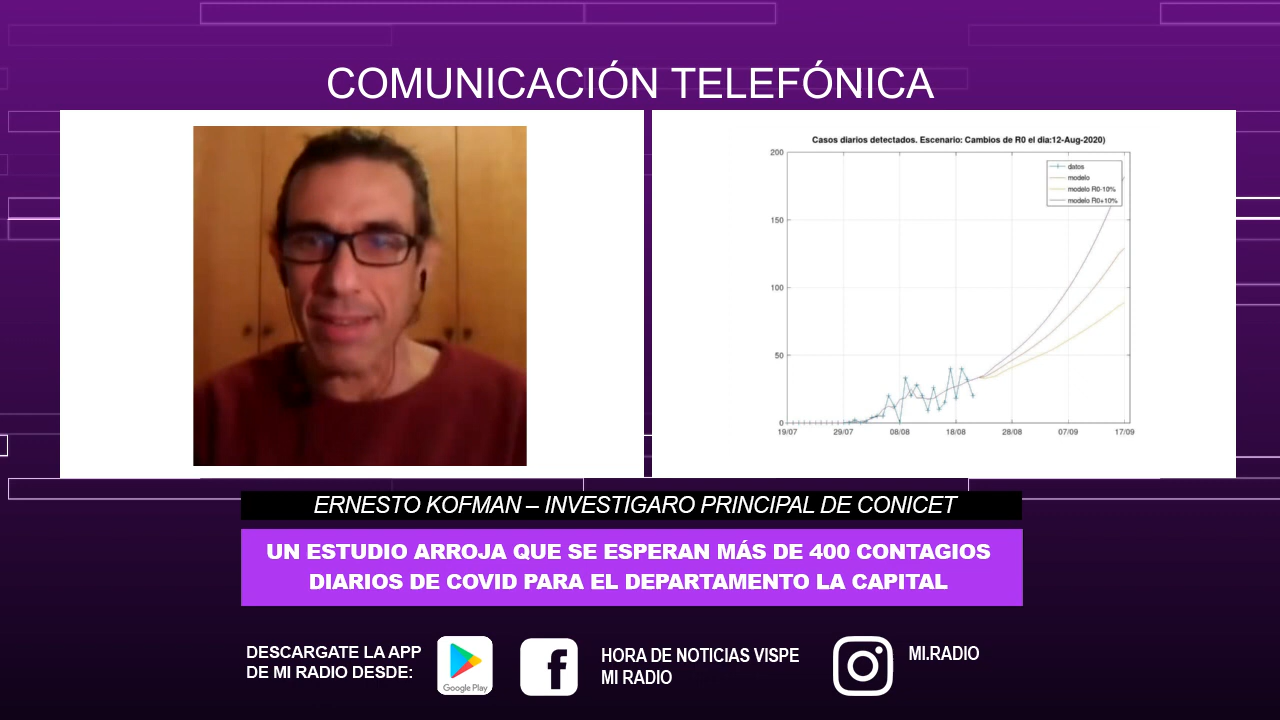 COMUNICACIÓN TELEFÓNICA
Casos diarios detectados. Escenario: Cambios de R0 el dia:12-Aug-2020)
200
datos
modelo
modelo R0-10%
modelo R0+10%
150
100
50
0
19/07 29/07 08/08 18/08 28/08 07/09 17/09
ERNESTO KOFMAN – INVESTIGARO PRINCIPAL DE CONICET
UN ESTUDIO ARROJA QUE SE ESPERAN MÁS DE 400 CONTAGIOS
DIARIOS DE COVID PARA EL DEPARTAMENTO LA CAPITAL
DESCARGATE LA APP
DE MI RADIO DESDE:
Google Play
HORA DE NOTICIAS VISPE
MI RADIO
MI.RADIO